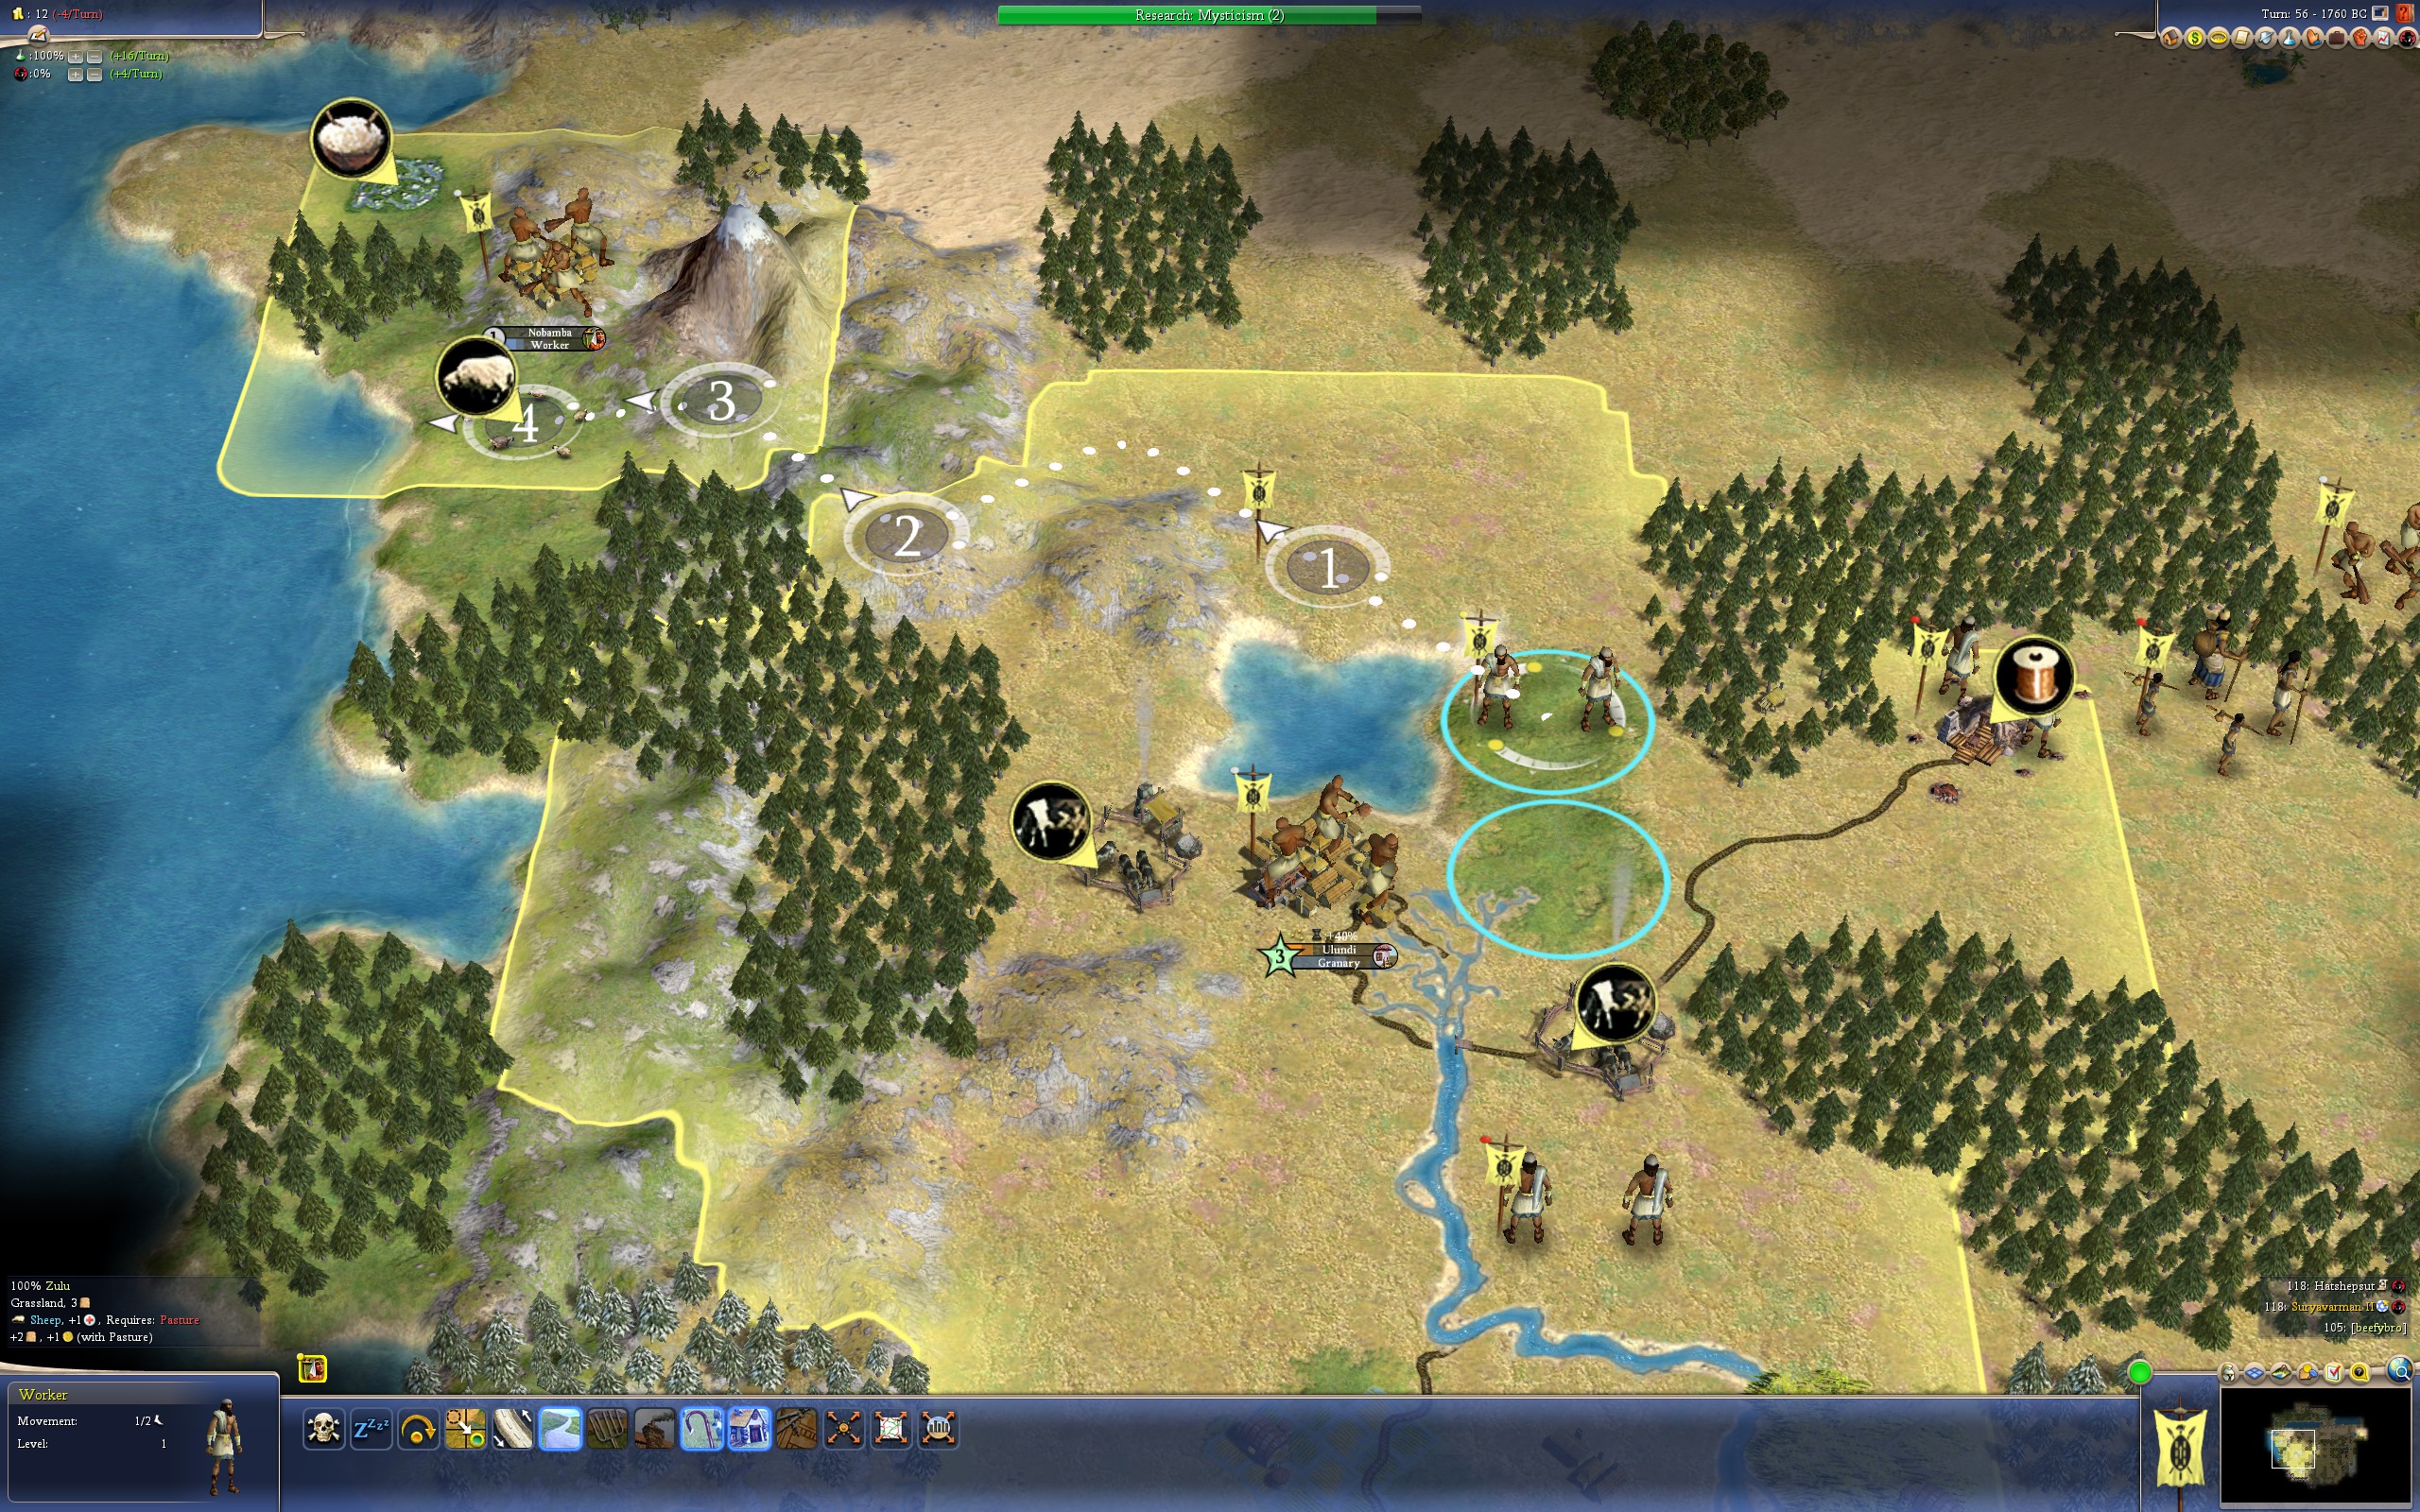 : 12 (-4/Turn)
Research: Mysticism (2)
Turn: 56 - 1760 BC
:100% (+16/Turn)
:0% (+4/Turn)
Nobamba
1
Worker
3
4
2
1
+40%
Ulundi
3
Granary
100% Zulu
Grassland, 3
Sheep, +1, Requires: Pasture
+2, +1 (with Pasture)
118: Hatshepsut
118: Suryavarman II
105: [beefybro]
Worker
Movement: 1/2
Level: 1
ZZZZ